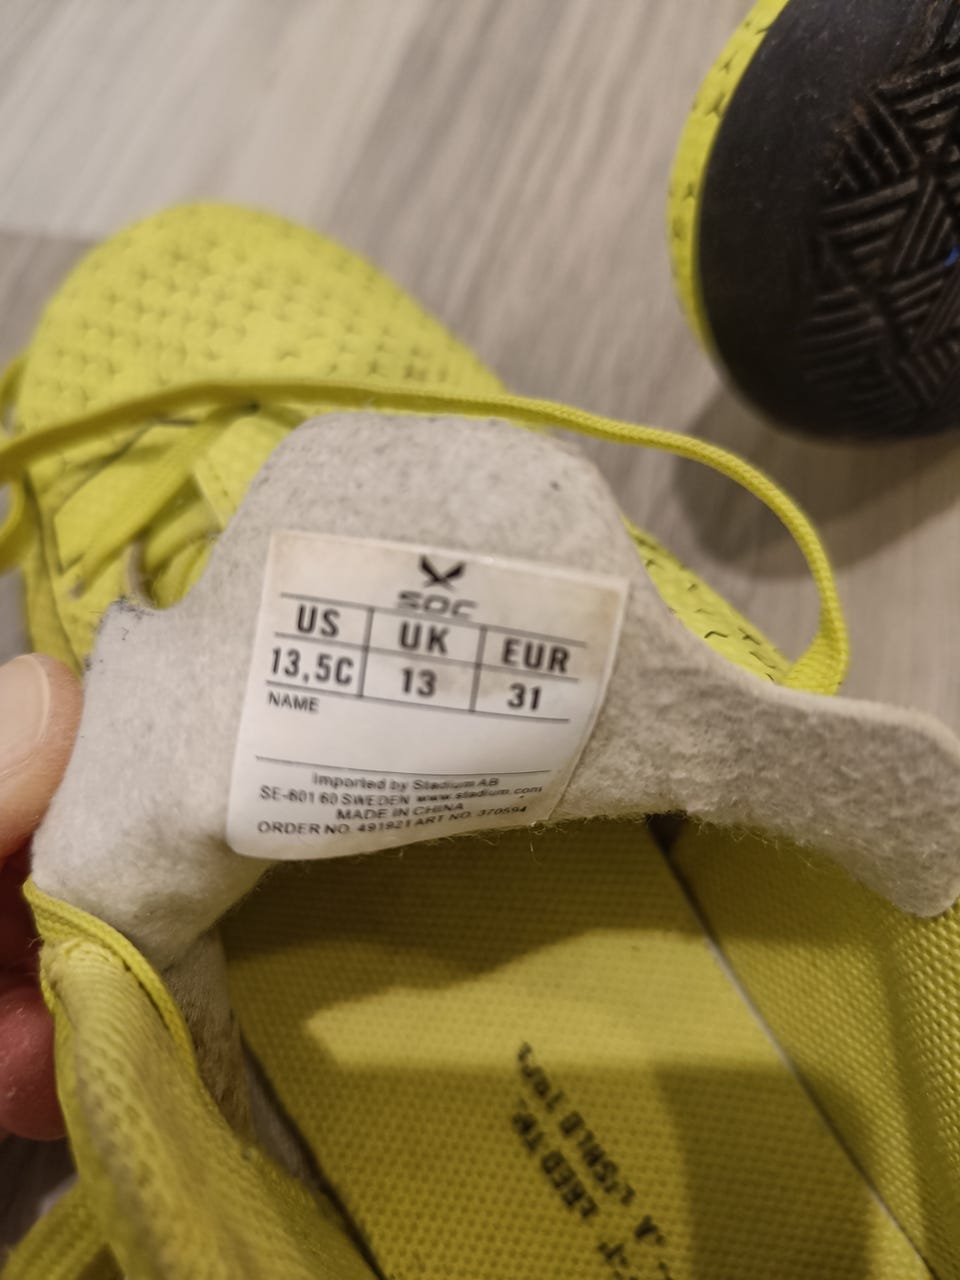 SOC
US UK EUR
13,5C 13 31
NAME
Imported by Stadium AB
SE-601 60 SWEDEN www.stadium.com
MADE IN CHINA
ORDER NO. 491921 ART NO. 370594